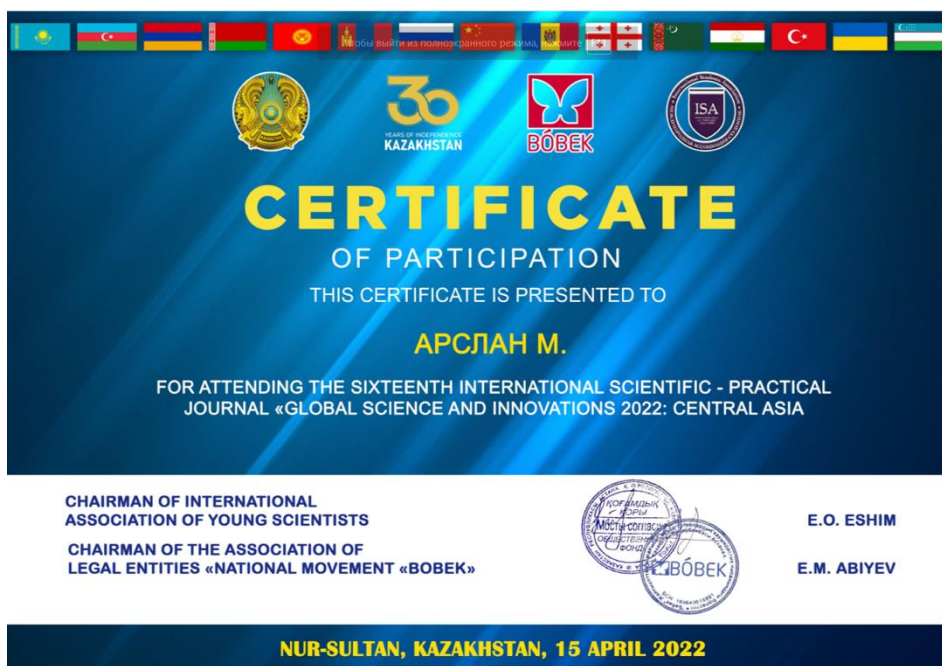 Чтобы выйти из полноэкранного режима, нажмите
30
YEARS OF INDEPENDENCE
KAZAKHSTAN
BÓBEK
ISA
CERTIFICATE
OF PARTICIPATION
THIS CERTIFICATE IS PRESENTED TO
АРСЛАН М.
FOR ATTENDING THE SIXTEENTH INTERNATIONAL SCIENTIFIC - PRACTICAL
JOURNAL «GLOBAL SCIENCE AND INNOVATIONS 2022: CENTRAL ASIA
CHAIRMAN OF INTERNATIONAL
ASSOCIATION OF YOUNG SCIENTISTS
E.O. ESHIM
CHAIRMAN OF THE ASSOCIATION OF
LEGAL ENTITIES «NATIONAL MOVEMENT «BOBEK»
E.M. ABIYEV
ҚОҒАМДЫҚ
ҚОРЫ
ФОНД
BÓBEK
NUR-SULTAN, KAZAKHSTAN, 15 APRIL 2022